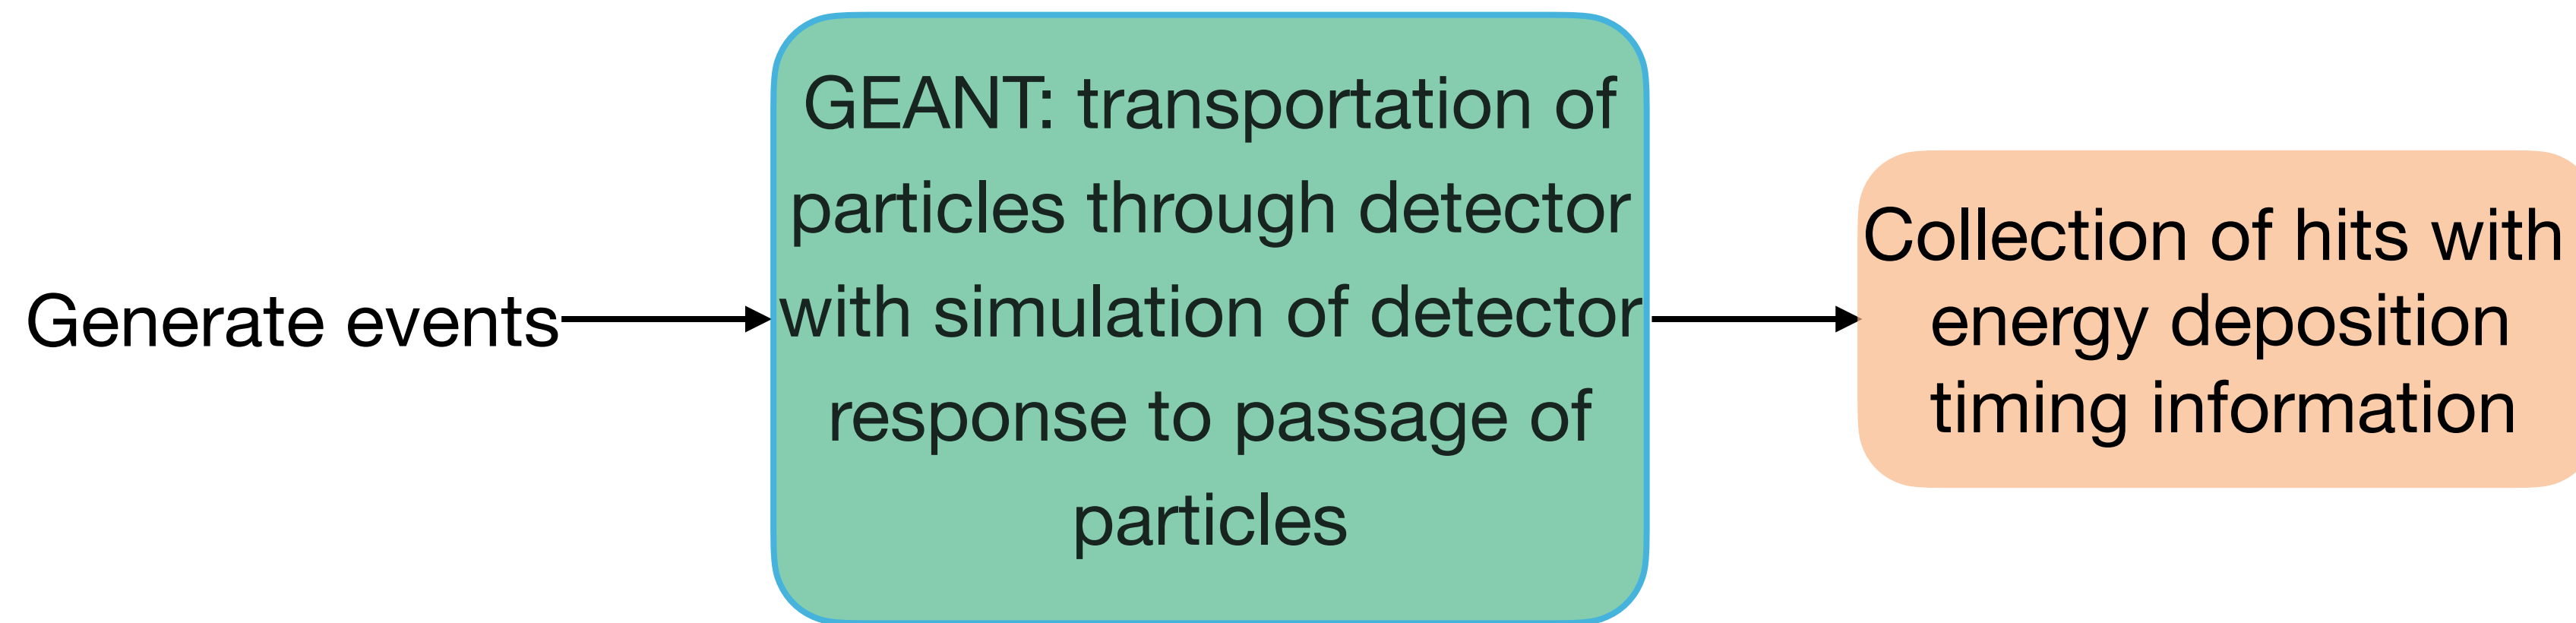 Generate events
GEANT: transportation of
particles through detector
with simulation of detector
response to passage of
particles
Collection of hits with
energy deposition
timing information